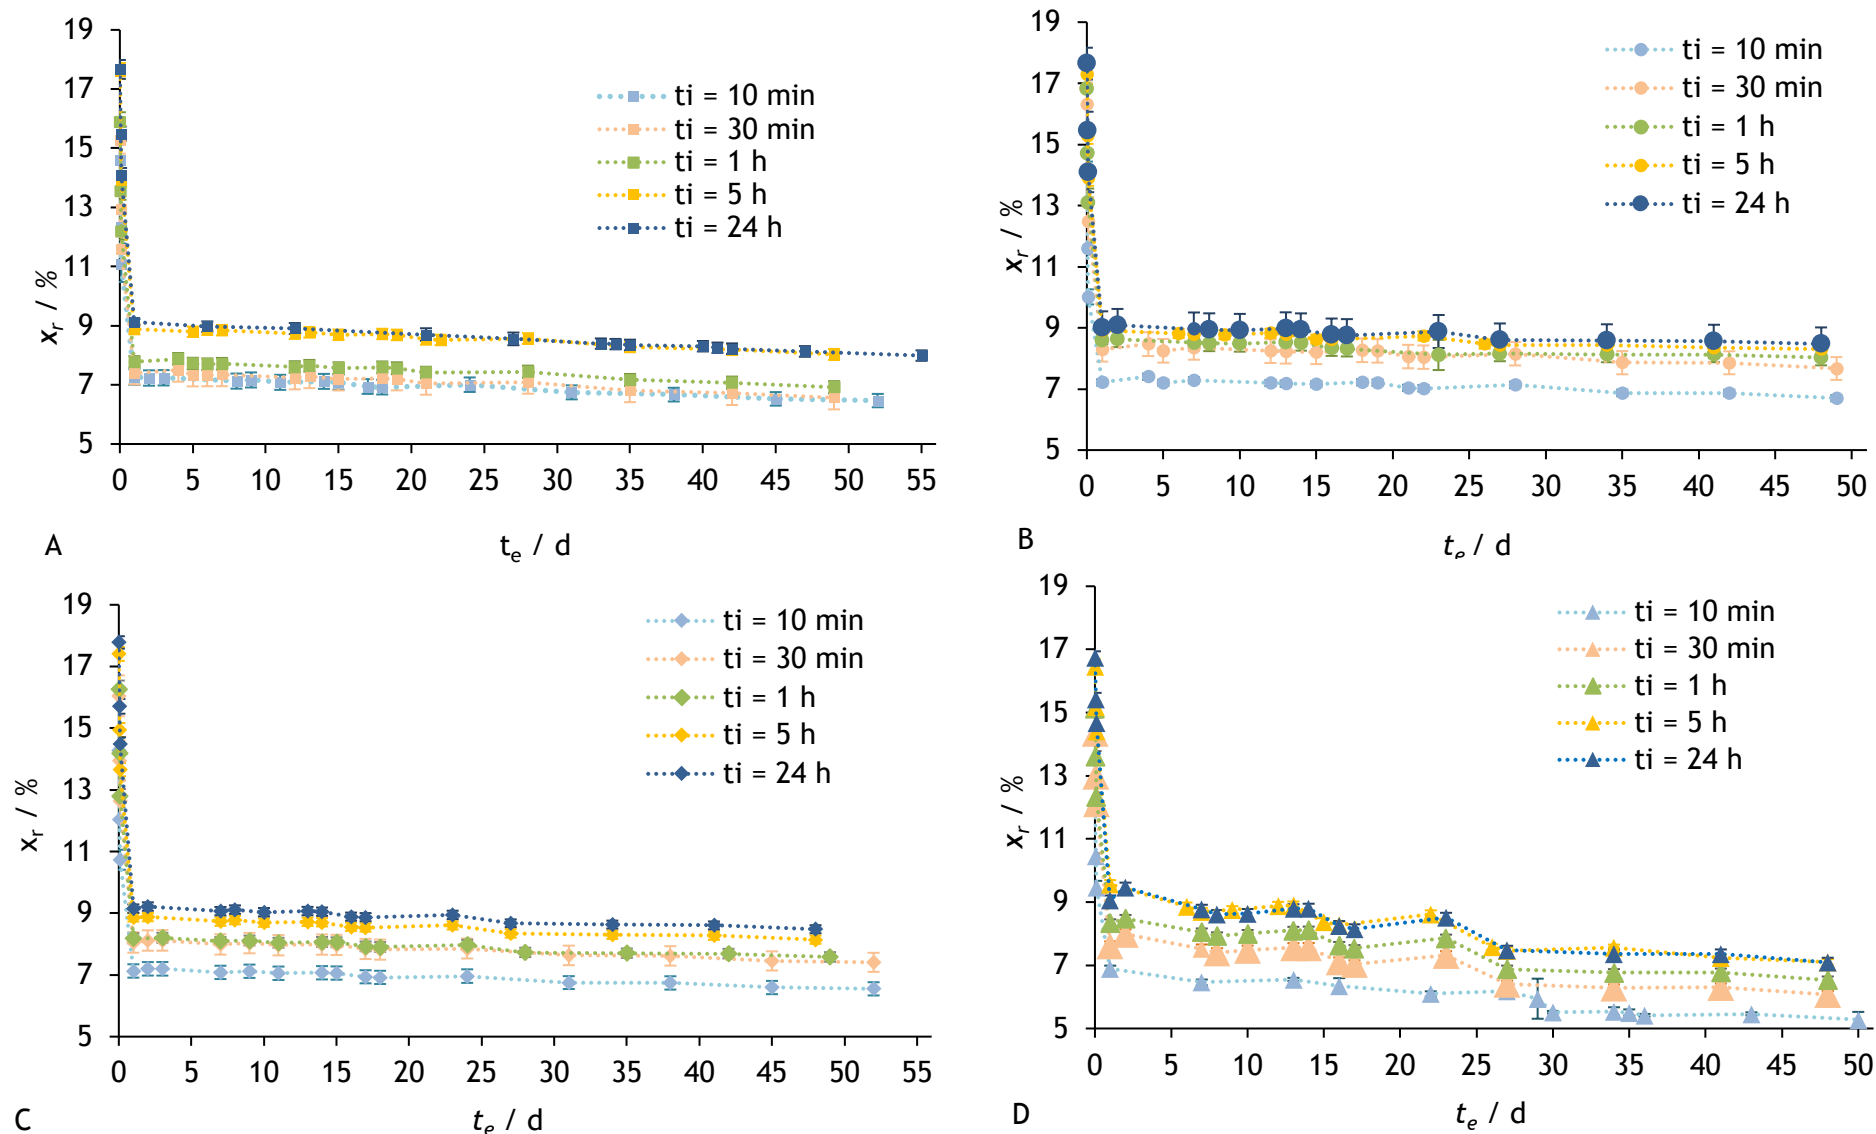 19
17
15
13
11
9
7
5
x_r / %
0 5 10 15 20 25 30 35 40 45 50 55
t_e / d
A
ti = 10 min
ti = 30 min
ti = 1 h
ti = 5 h
ti = 24 h
19
17
15
13
11
9
7
5
x_r / %
0 5 10 15 20 25 30 35 40 45 50
t_e / d
B
ti = 10 min
ti = 30 min
ti = 1 h
ti = 5 h
ti = 24 h
19
17
15
13
11
9
7
5
x_r / %
0 5 10 15 20 25 30 35 40 45 50 55
t_e / d
C
ti = 10 min
ti = 30 min
ti = 1 h
ti = 5 h
ti = 24 h
19
17
15
13
11
9
7
5
x_r / %
0 5 10 15 20 25 30 35 40 45 50
t_e / d
D
ti = 10 min
ti = 30 min
ti = 1 h
ti = 5 h
ti = 24 h